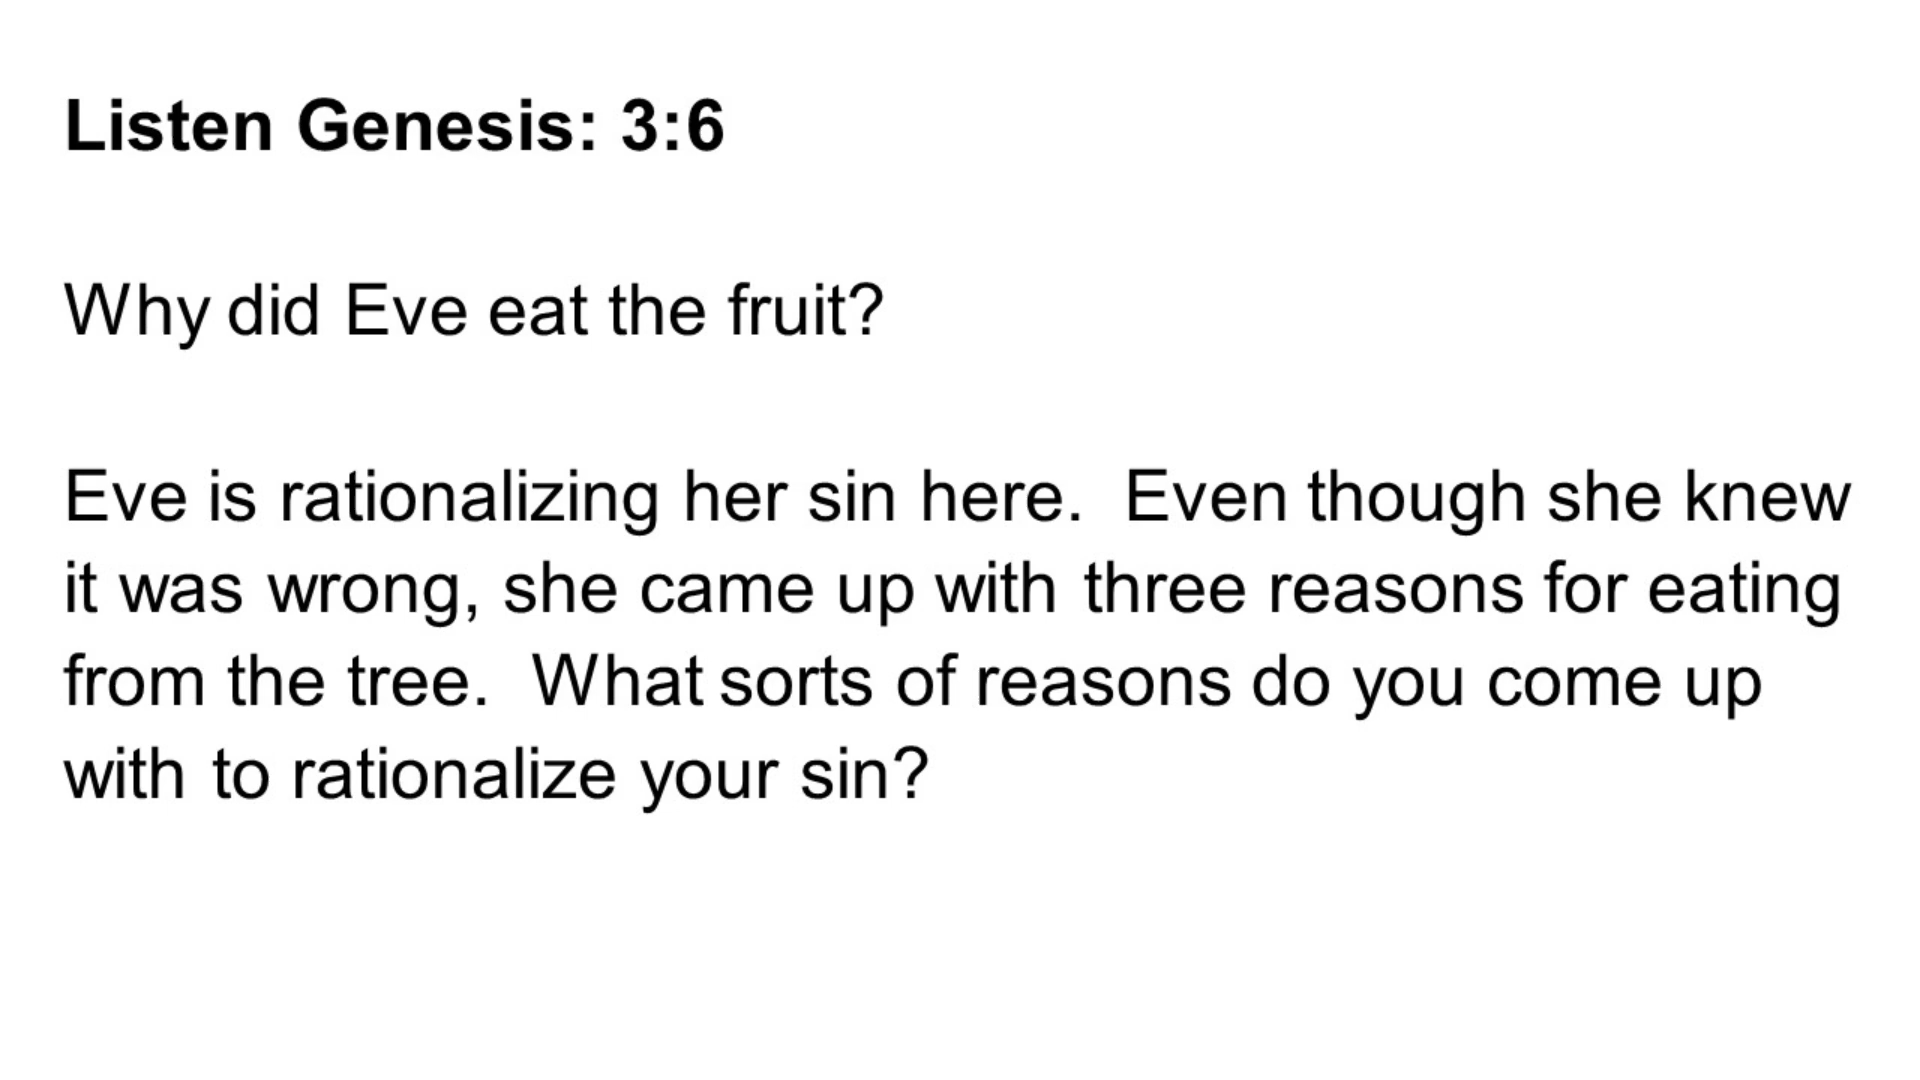 Listen Genesis: 3:6
Why did Eve eat the fruit?
Eve is rationalizing her sin here.  Even though she knew
it was wrong, she came up with three reasons for eating
from the tree.  What sorts of reasons do you come up
with to rationalize your sin?